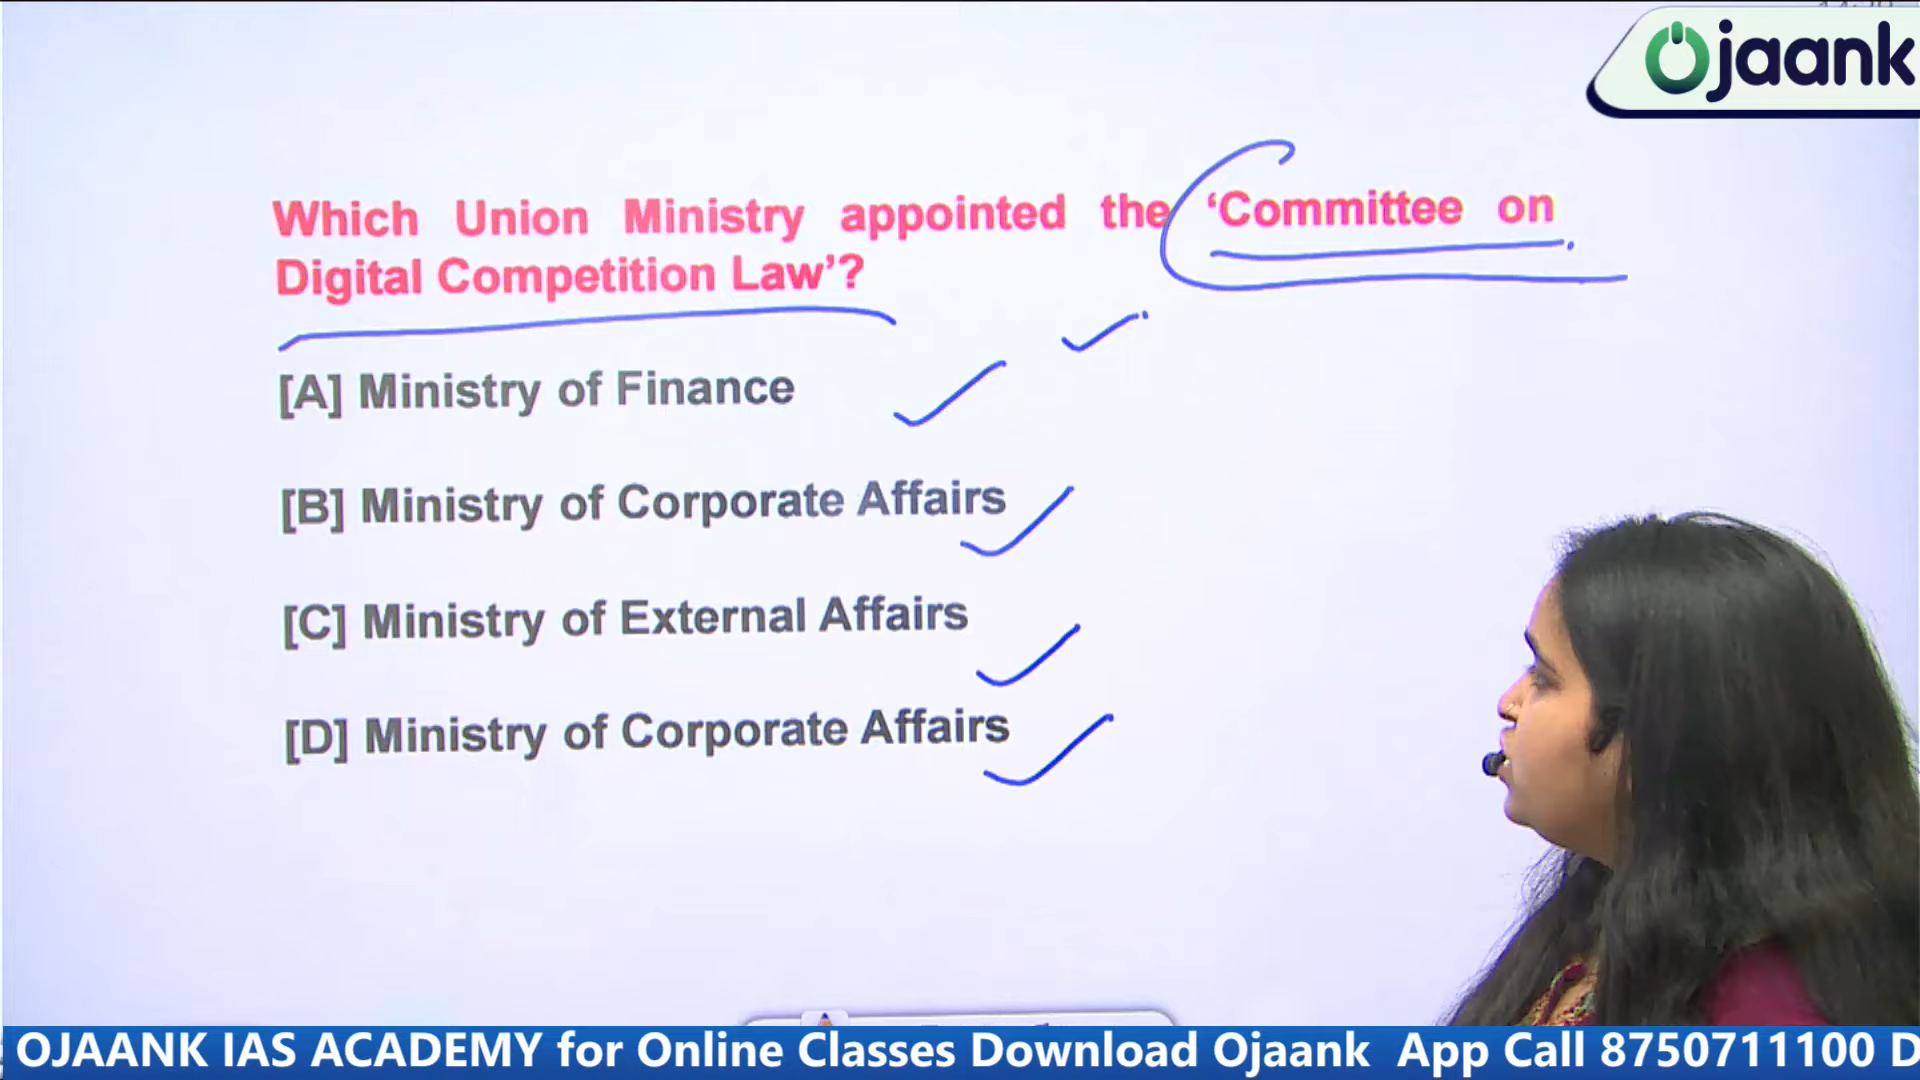 Ojaank
Which Union Ministry appointed the ‘Committee on
Digital Competition Law’?
[A] Ministry of Finance
[B] Ministry of Corporate Affairs
[C] Ministry of External Affairs
[D] Ministry of Corporate Affairs
OJAANK IAS ACADEMY for Online Classes Download Ojaank App Call 8750711100 D